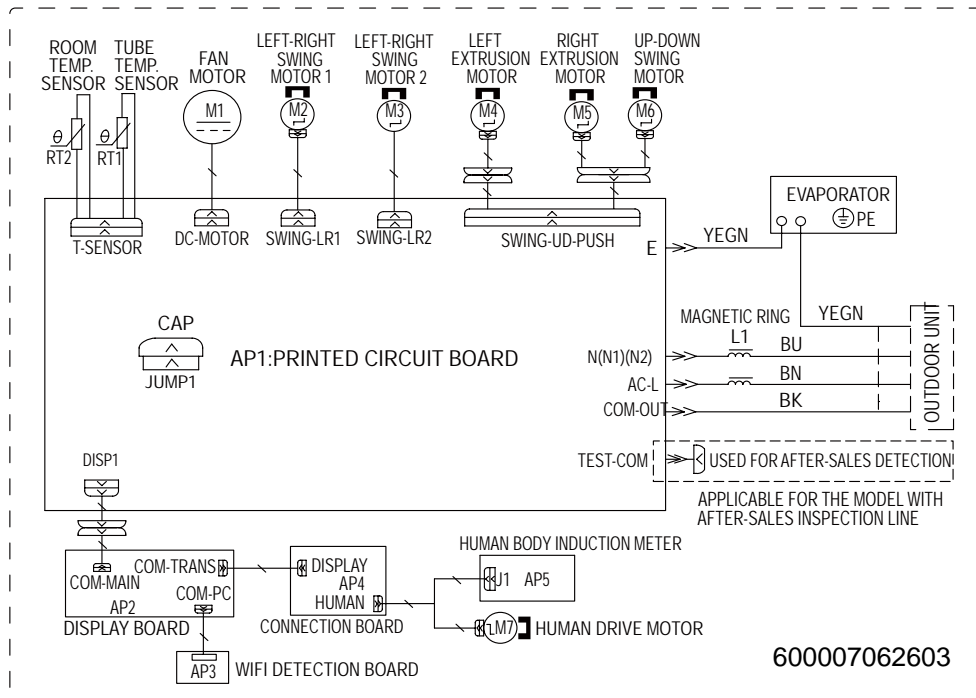 ROOM
TEMP.
SENSOR
TUBE
TEMP.
SENSOR
FAN
MOTOR
LEFT-RIGHT
SWING
MOTOR 1
LEFT-RIGHT
SWING
MOTOR 2
LEFT
EXTRUSION
MOTOR
RIGHT
EXTRUSION
MOTOR
UP-DOWN
SWING
MOTOR
θ
RT2
θ
RT1
M1
M2
M3
M4
M5
M6
T-SENSOR
DC-MOTOR
SWING-LR1
SWING-LR2
SWING-UD-PUSH
E
YEGN
EVAPORATOR
PE
YEGN
CAP
JUMP1
AP1:PRINTED CIRCUIT BOARD
MAGNETIC RING
L1
N(N1)(N2)
BU
AC-L
BN
COM-OUT
BK
OUTDOOR UNIT
TEST-COM
USED FOR AFTER-SALES DETECTION
APPLICABLE FOR THE MODEL WITH
AFTER-SALES INSPECTION LINE
DISP1
COM-MAIN
COM-TRANS
COM-PC
AP2
DISPLAY BOARD
AP3
WIFI DETECTION BOARD
DISPLAY
AP4
HUMAN
CONNECTION BOARD
HUMAN BODY INDUCTION METER
J1 AP5
M7
HUMAN DRIVE MOTOR
600007062603